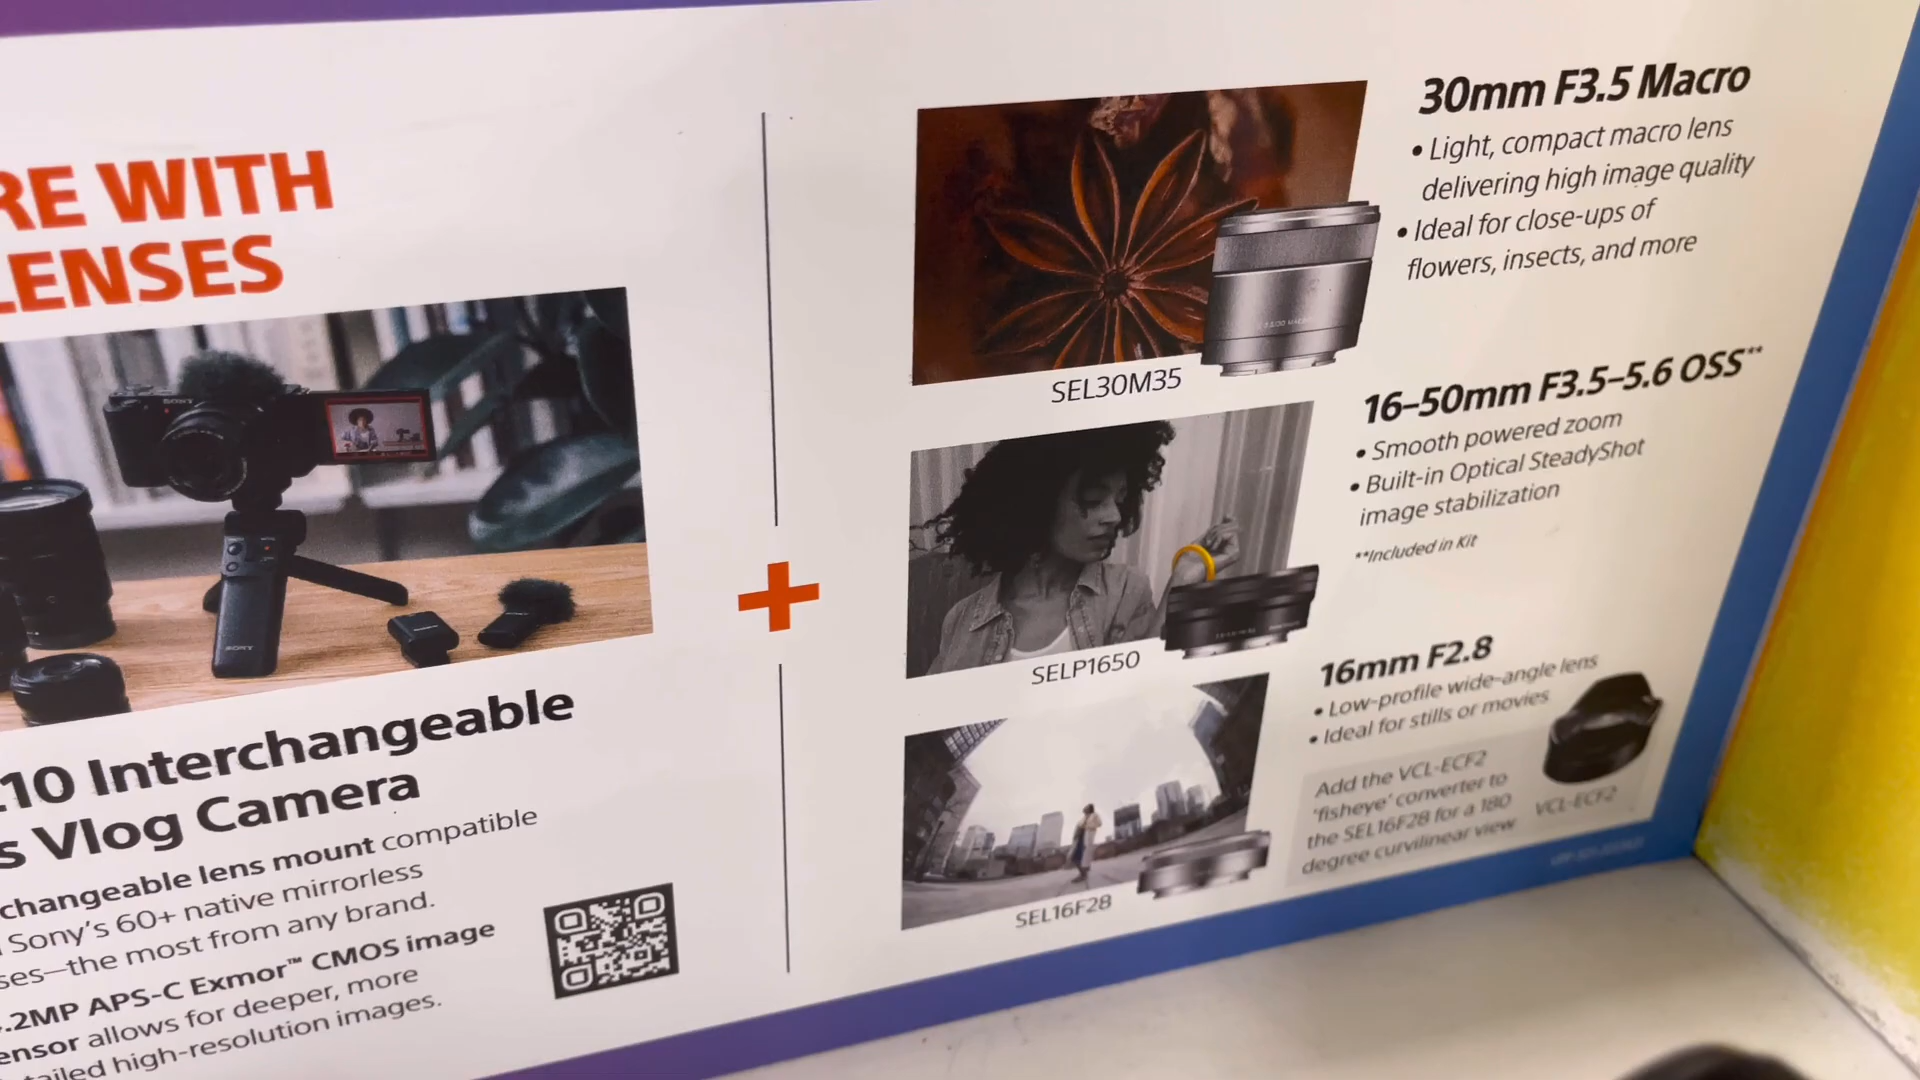 RE WITH
LENSES
SONY
SONY
10 Interchangeable
s Vlog Camera
changeable lens mount compatible
Sony's 60+ native mirrorless
ses—the most from any brand.
.2MP APS-C Exmor™ CMOS image
ensor allows for deeper, more
tailed high-resolution images.
30mm F3.5 Macro
• Light, compact macro lens
delivering high image quality
• Ideal for close-ups of
flowers, insects, and more
SEL30M35
16–50mm F3.5–5.6 OSS**
• Smooth powered zoom
• Built-in Optical SteadyShot
image stabilization
**Included in Kit
SELP1650
16mm F2.8
• Low-profile wide-angle lens
• Ideal for stills or movies
Add the VCL-ECF2
'fisheye' converter to
the SEL16F28 for a 180
degree curvilinear view
VCL-ECF2
SEL16F28